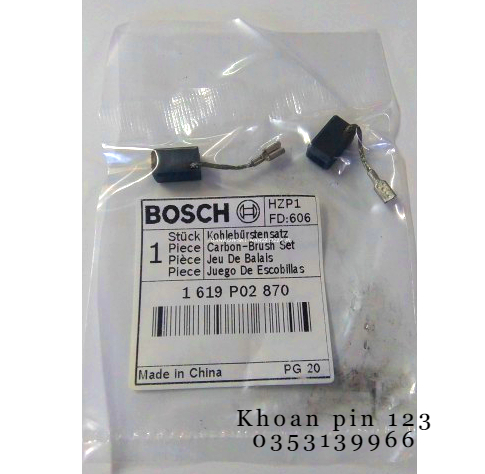 BOSCH HZP1
FD:606
1 Stück Kohlebürstensatz
Piece Carbon-Brush Set
Pièce Jeu De Balais
Piece Juego De Escobillas
1 619 P02 870
Made in China PG 20
Khoan pin 123
0353139966